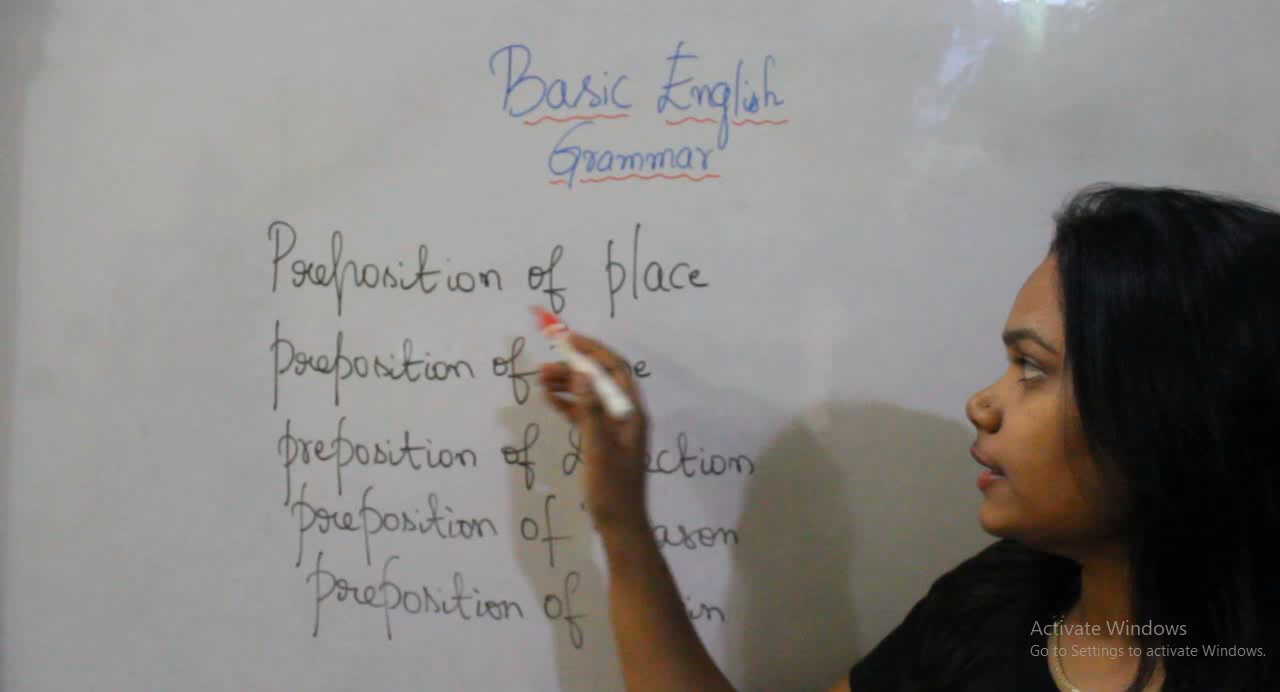 Basic English
Grammar
Preposition of place
preposition of
preposition of
preposition of
preposition of
Activate Windows
Go to Settings to activate Windows.